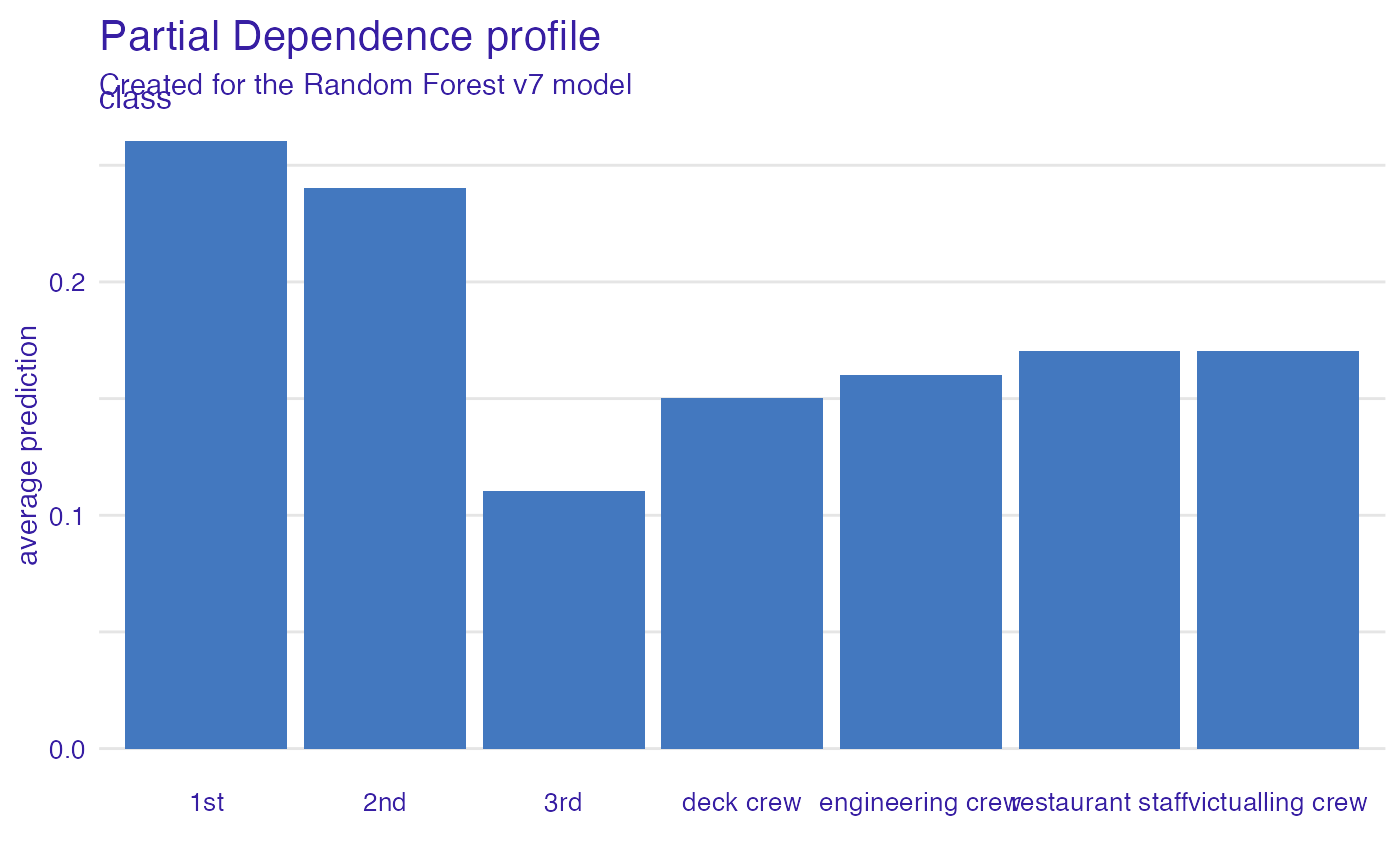 Partial Dependence profile
Created for the Random Forest v7 model
class
average prediction
0.2
0.1
0.0
1st 2nd 3rd deck crew engineering crew restaurant staff victualling crew